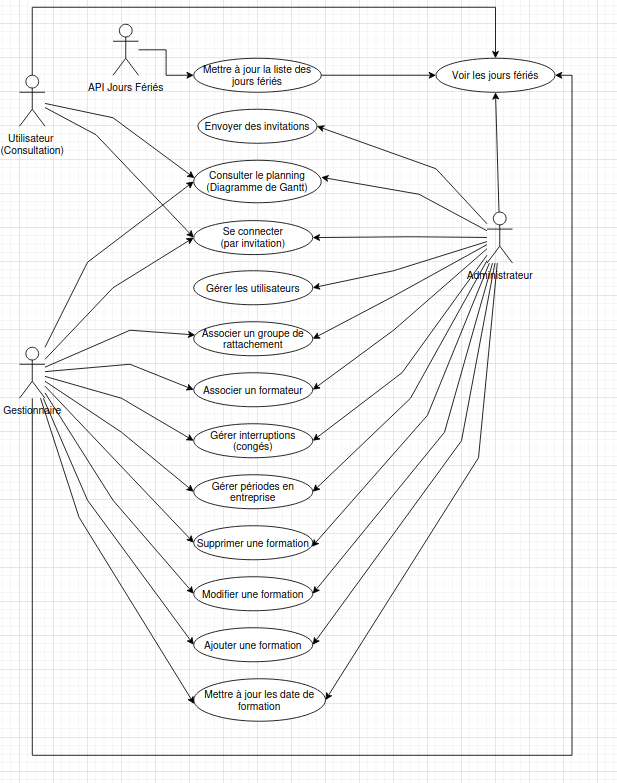 API Jours Fériés
Mettre à jour la liste des
jours fériés
Voir les jours fériés
Utilisateur
(Consultation)
Envoyer des invitations
Consulter le planning
(Diagramme de Gantt)
Se connecter
(par invitation)
Administrateur
Gérer les utilisateurs
Associer un groupe de
rattachement
Gestionnaire
Associer un formateur
Gérer interruptions
(congés)
Gérer périodes en
entreprise
Supprimer une formation
Modifier une formation
Ajouter une formation
Mettre à jour les date de
formation